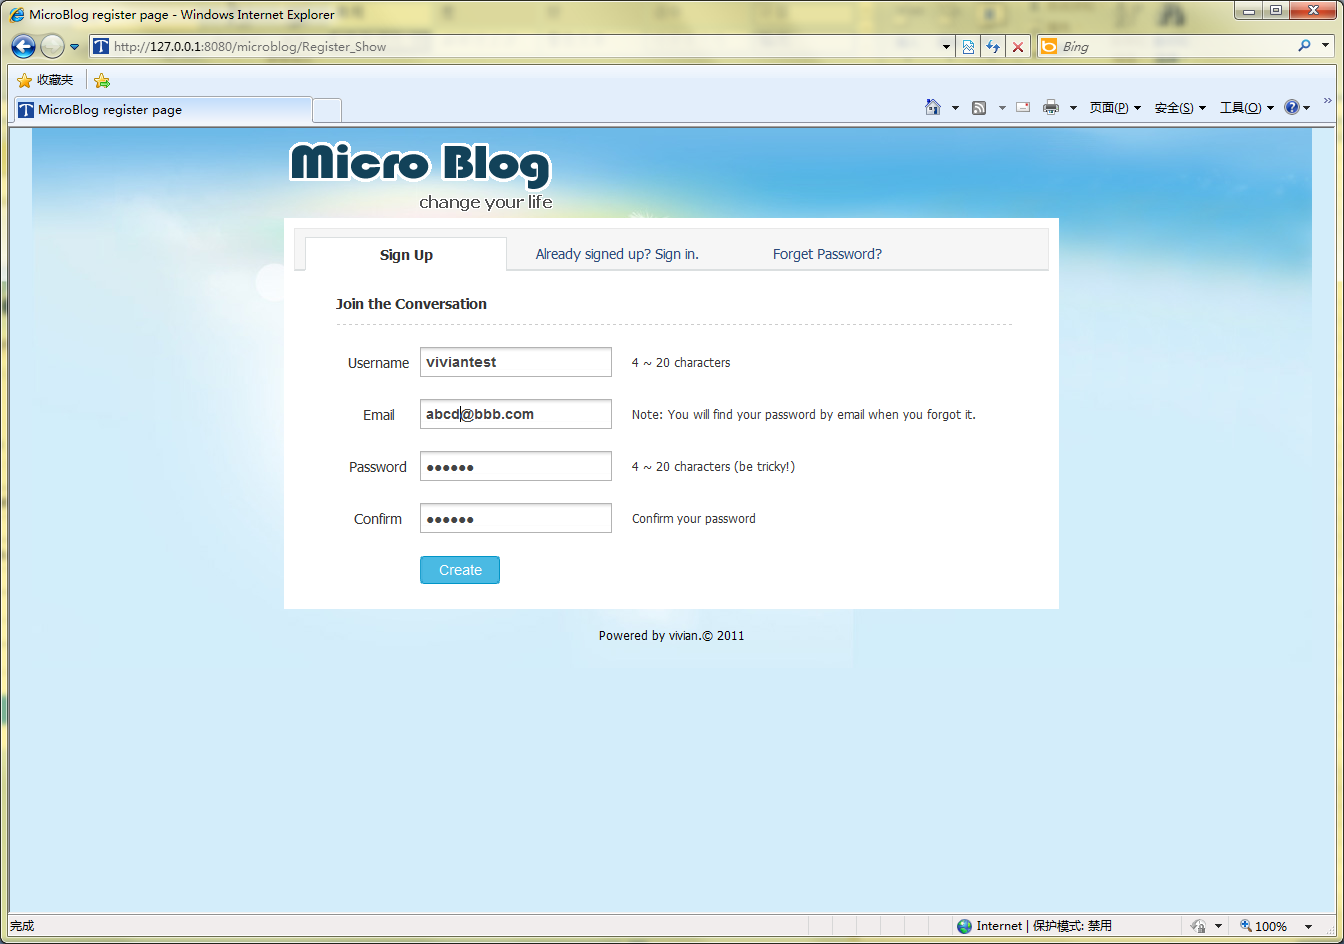 MicroBlog register page - Windows Internet Explorer
http://127.0.0.1:8080/microblog/Register_Show
Bing
收藏夹
MicroBlog register page
页面(P) 安全(S) 工具(O)
Micro Blog
change your life
Sign Up Already signed up? Sign in. Forget Password?
Join the Conversation
Username viviantest 4 ~ 20 characters
Email abcd@bbb.com Note: You will find your password by email when you forgot it.
Password •••••• 4 ~ 20 characters (be tricky!)
Confirm •••••• Confirm your password
Create
Powered by vivian.© 2011
完成 Internet | 保护模式: 禁用 100%